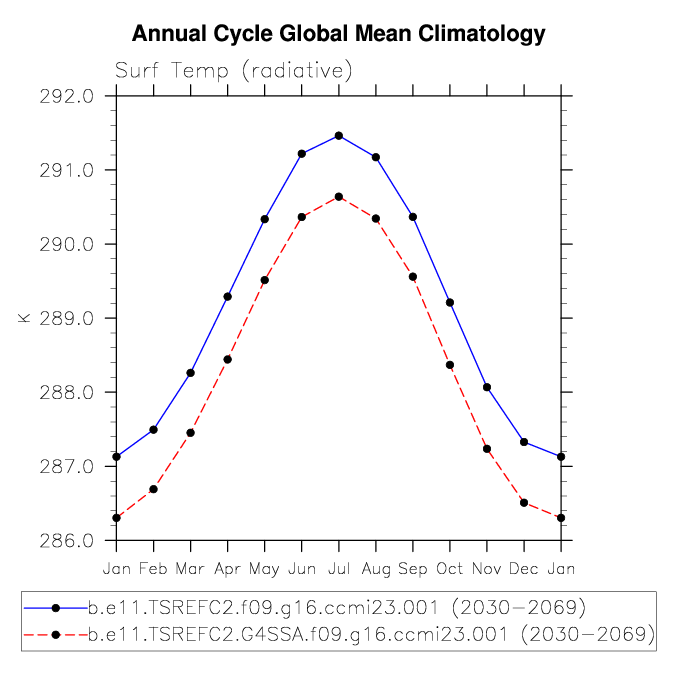 Annual Cycle Global Mean Climatology
Surf Temp (radiative)
292.0
291.0
290.0
289.0
288.0
287.0
286.0
K
Jan Feb Mar Apr May Jun Jul Aug Sep Oct Nov Dec Jan
b.e11.TSREFC2.f09.g16.ccmi23.001 (2030-2069)
b.e11.TSREFC2.G4SSA.f09.g16.ccmi23.001 (2030-2069)